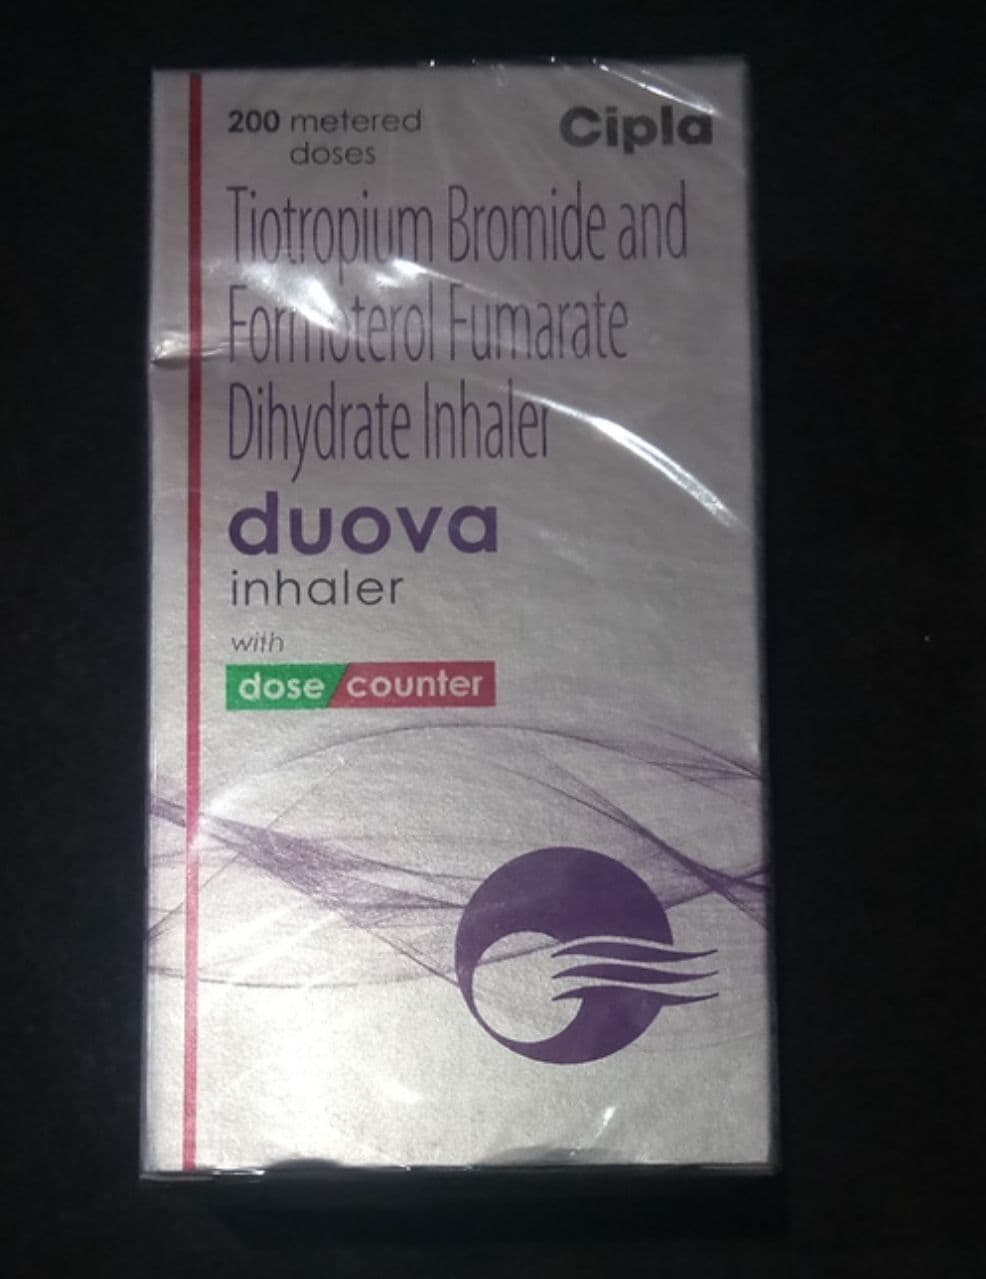 200 metered
doses
Cipla
Tiotropium Bromide and
Formoterol Fumarate
Dihydrate Inhaler
duova
inhaler
with
dose counter